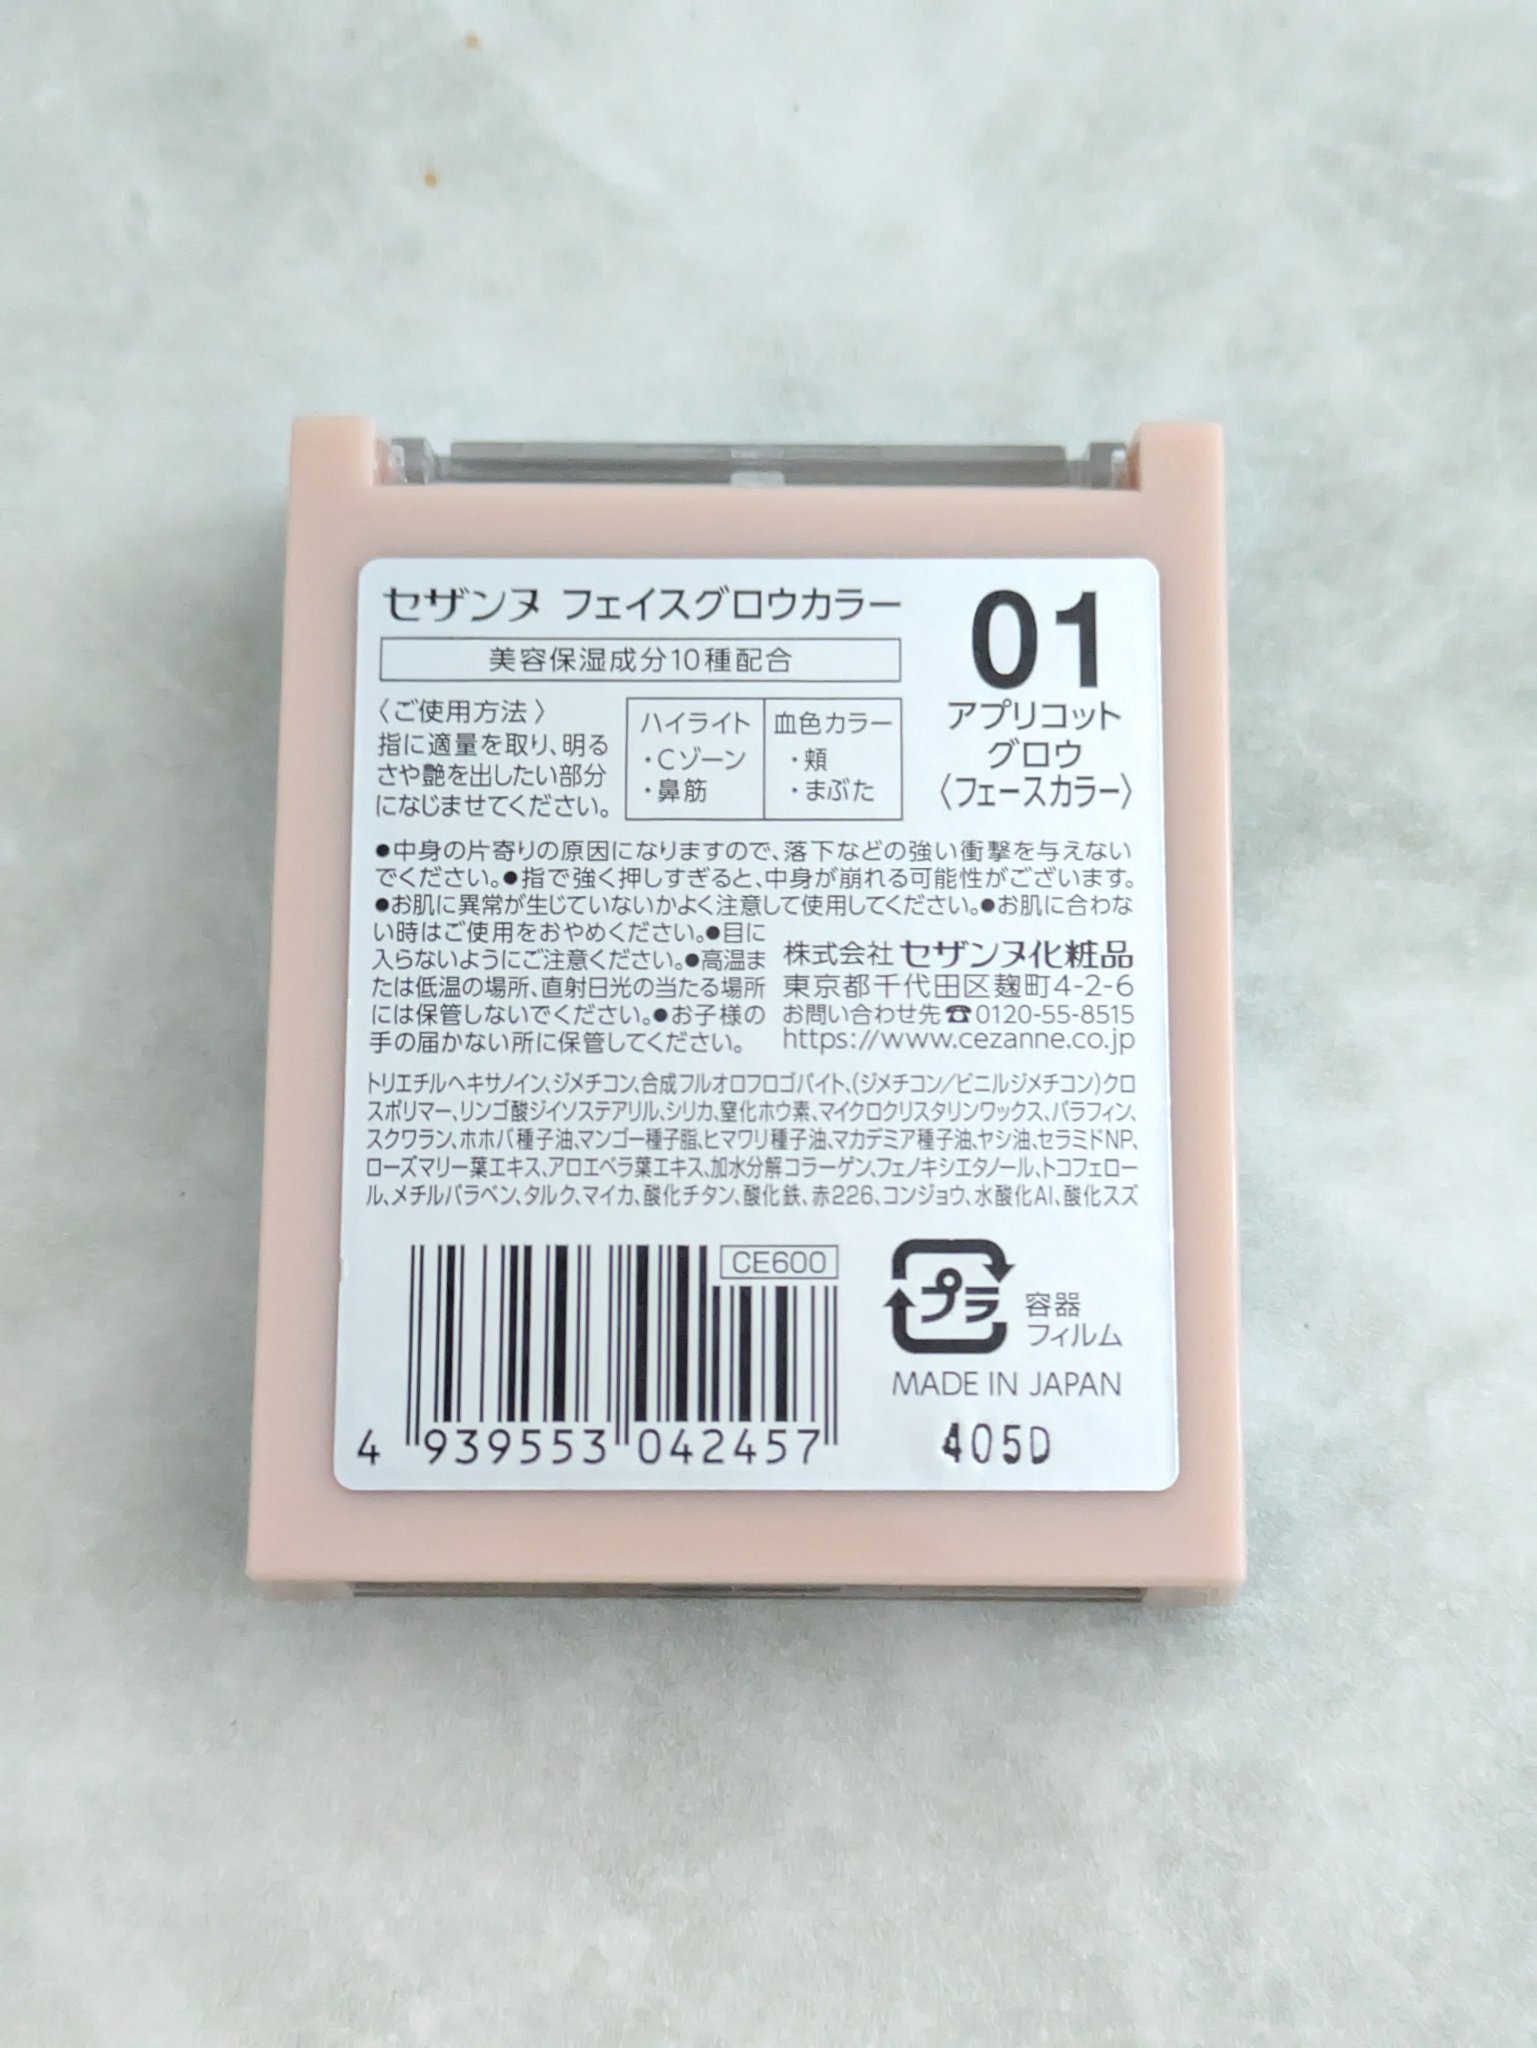 セザンヌ フェイスグロウカラー
美容保湿成分10種配合
01
アプリコット
グロウ
〈フェースカラー〉
〈ご使用方法〉
指に適量を取り、明る
さや艶を出したい部分
になじませてください。
ハイライト
・Cゾーン
・鼻筋
血色カラー
・頬
・まぶた
●中身の片寄りの原因になりますので、落下などの強い衝撃を与えない
でください。●指で強く押しすぎると、中身が崩れる可能性がございます。
●お肌に異常が生じていないかよく注意して使用してください。●お肌に合わな
い時はご使用をおやめください。●目に
入らないようにご注意ください。●高温ま
たは低温の場所、直射日光の当たる場所
には保管しないでください。●お子様の
手の届かない所に保管してください。
株式会社 セザンヌ化粧品
東京都千代田区麹町4-2-6
お問い合わせ先☎0120-55-8515
https://www.cezanne.co.jp
トリエチルヘキサノイン、ジメチコン、合成フルオロフロゴパイト、(ジメチコン/ビニルジメチコン)クロ
スポリマー、リンゴ酸ジイソステアリル、シリカ、窒化ホウ素、マイクロクリスタリンワックス、パラフィン、
スクワラン、ホホバ種子油、マンゴー種子脂、ヒマワリ種子油、マカデミア種子油、ヤシ油、セラミドNP、
ローズマリー葉エキス、アロエベラ葉エキス、加水分解コラーゲン、フェノキシエタノール、トコフェロー
ル、メチルパラベン、タルク、マイカ、酸化チタン、酸化鉄、赤226、コンジョウ、水酸化Al、酸化スズ
CE600
4 939553 042457
プラ
容器
フィルム
MADE IN JAPAN
405D